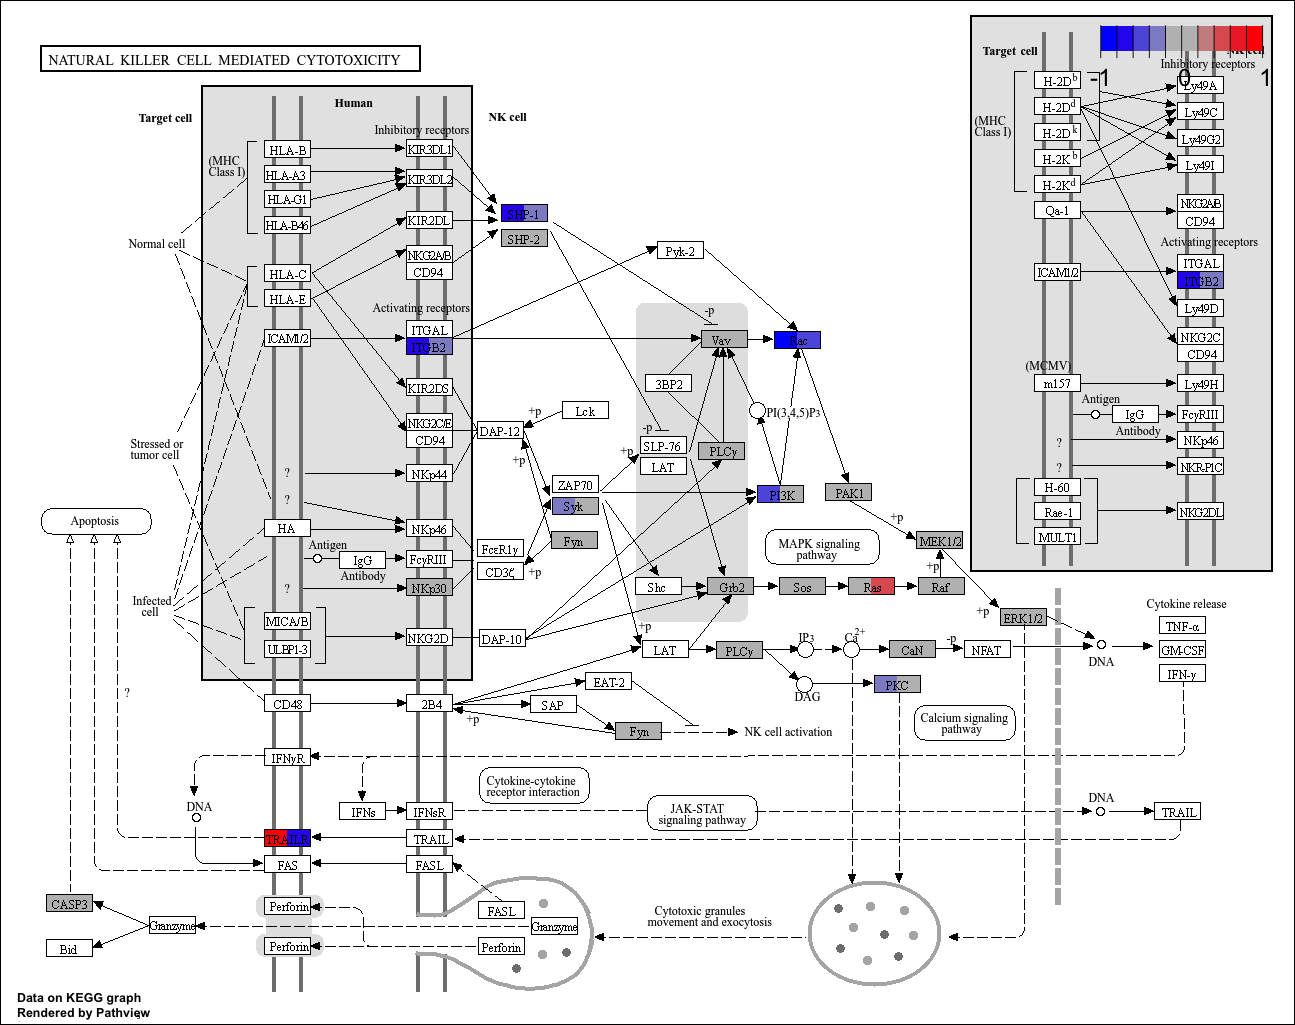 NATURAL KILLER CELL MEDIATED CYTOTOXICITY
Target cell
Human
NK cell
Inhibitory receptors
(MHC
Class I)
HLA-B
HLA-A3
HLA-G1
HLA-B46
KIR3DL1
KIR3DL2
KIR2DL
NKG2A/B
CD94
SHP-1
SHP-2
Normal cell
HLA-C
HLA-E
Pyk-2
Activating receptors
ICAM1/2
ITGAL
ITGB2
-p
Vav
Rac
3BP2
KIR2DS
NKG2C/E
CD94
DAP-12
+p
Lck
PI(3,4,5)P3
-p
SLP-76
LAT
PLCγ
Stressed or
tumor cell
?
NKp44
+p
+p
ZAP70
Syk
Fyn
PI3K
PAK1
?
Apoptosis
HA
NKp46
Antigen
IgG
Antibody
FcγRIII
FcεR1γ
CD3ζ
+p
?
NKp30
MAPK signaling
pathway
+p
MEK1/2
+p
Shc
Grb2
Sos
Ras
Raf
Infected
cell
MICA/B
ULBP1-3
NKG2D
DAP-10
+p
+p
ERK1/2
LAT
PLCγ
IP3
Ca2+
CaN
-p
NFAT
DNA
DAG
PKC
Cytokine release
TNF-α
GM-CSF
IFN-γ
?
CD48
2B4
EAT-2
SAP
+p
Fyn
NK cell activation
Calcium signaling
pathway
IFNγR
DNA
IFNs
IFNsR
Cytokine-cytokine
receptor interaction
JAK-STAT
signaling pathway
DNA
TRAIL
TRAILR
TRAIL
FAS
FASL
CASP3
Bid
Granzyme
Perforin
Perforin
FASL
Granzyme
Perforin
Cytotoxic granules
movement and exocytosis
Target cell
NK cell
-1
0
1
Inhibitory receptors
(MHC
Class I)
H-2Db
H-2Dd
H-2Dk
H-2Kb
H-2Kd
Qa-1
Ly49A
Ly49C
Ly49G2
Ly49I
NKG2A/B
CD94
Activating receptors
ICAM1/2
ITGAL
ITGB2
Ly49D
NKG2C
CD94
(MCMV)
m157
Ly49H
Antigen
IgG
Antibody
FcγRIII
?
NKp46
?
NKR-P1C
H-60
Rae-1
MULT1
NKG2DL
Data on KEGG graph
Rendered by Pathview